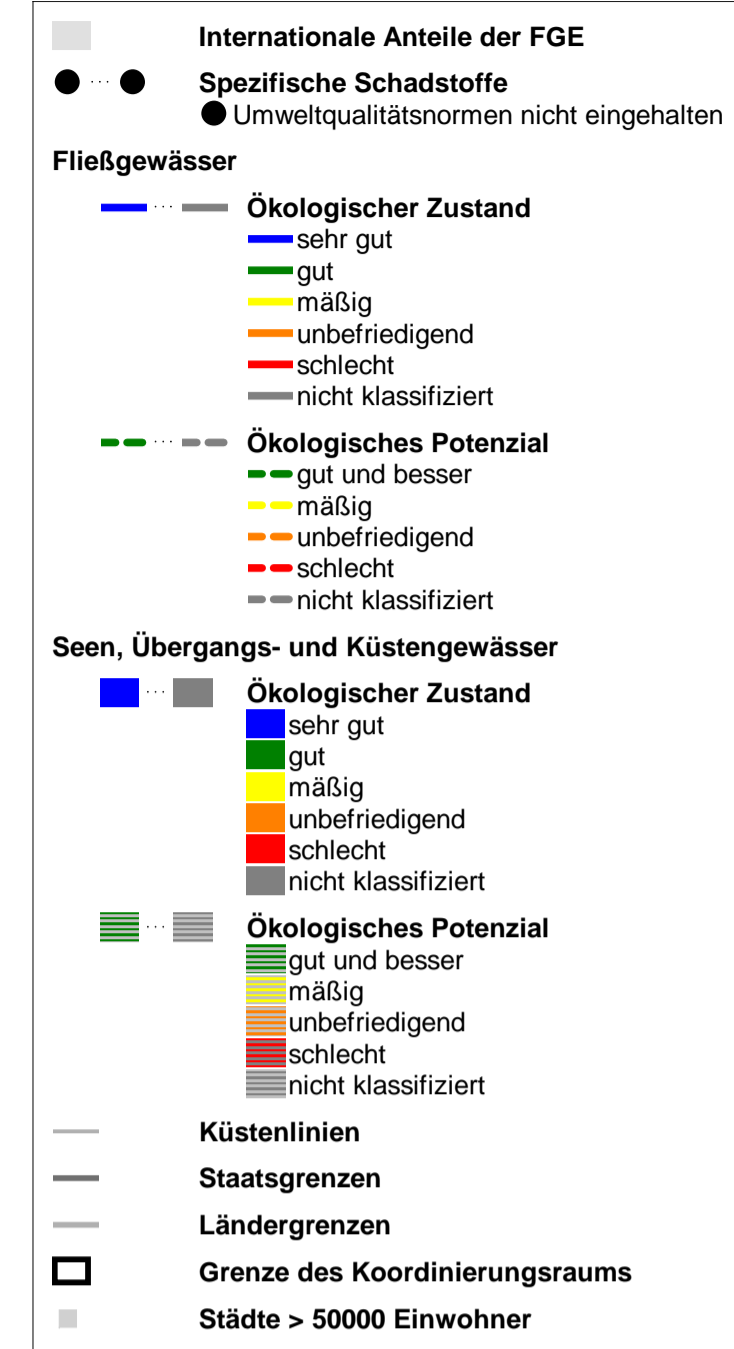 Internationale Anteile der FGE
Spezifische Schadstoffe
Umweltqualitätsnormen nicht eingehalten
Fließgewässer
Ökologischer Zustand
sehr gut
gut
mäßig
unbefriedigend
schlecht
nicht klassifiziert
Ökologisches Potenzial
gut und besser
mäßig
unbefriedigend
schlecht
nicht klassifiziert
Seen, Übergangs- und Küstengewässer
Ökologischer Zustand
sehr gut
gut
mäßig
unbefriedigend
schlecht
nicht klassifiziert
Ökologisches Potenzial
gut und besser
mäßig
unbefriedigend
schlecht
nicht klassifiziert
Küstenlinien
Staatsgrenzen
Ländergrenzen
Grenze des Koordinierungsraums
Städte > 50000 Einwohner